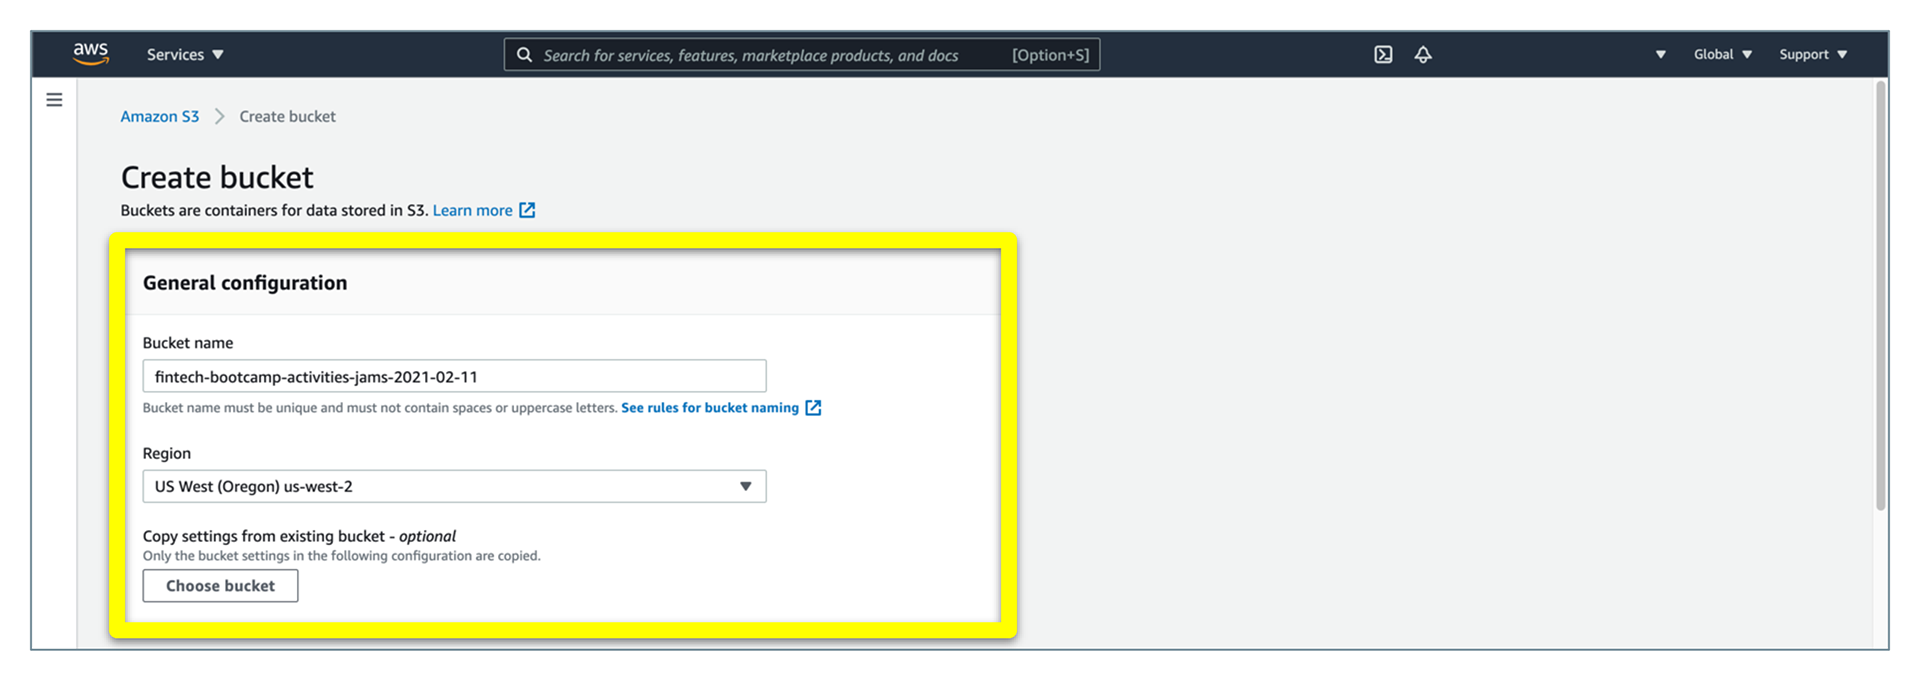 aws Services Search for services, features, marketplace products, and docs [Option+S] Global Support
Amazon S3 Create bucket
Create bucket
Buckets are containers for data stored in S3. Learn more
General configuration
Bucket name
fintech-bootcamp-activities-jams-2021-02-11
Bucket name must be unique and must not contain spaces or uppercase letters. See rules for bucket naming
Region
US West (Oregon) us-west-2
Copy settings from existing bucket - optional
Only the bucket settings in the following configuration are copied.
Choose bucket